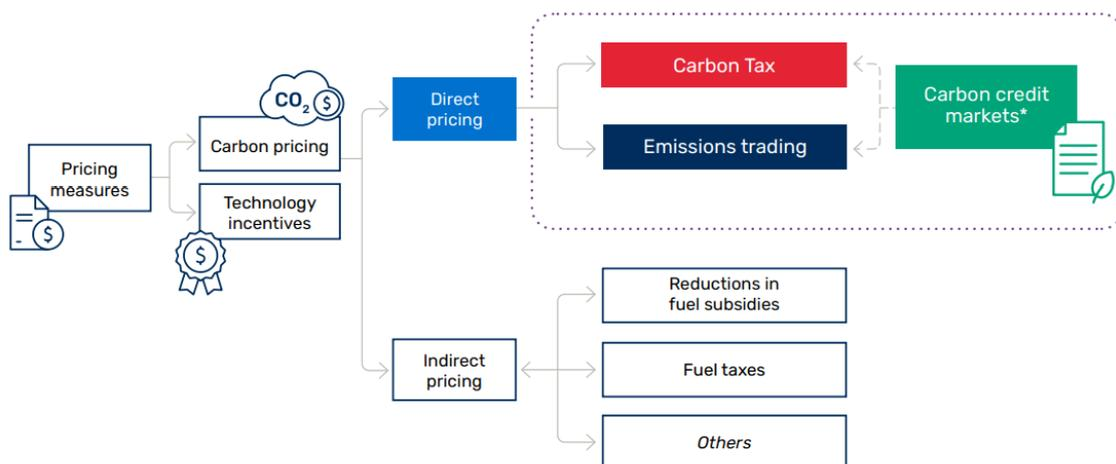 Pricing
measures
$
Carbon pricing
CO₂ $
Technology
incentives
$
Direct
pricing
Carbon Tax
Emissions trading
Carbon credit
markets*
Indirect
pricing
Reductions in
fuel subsidies
Fuel taxes
Others